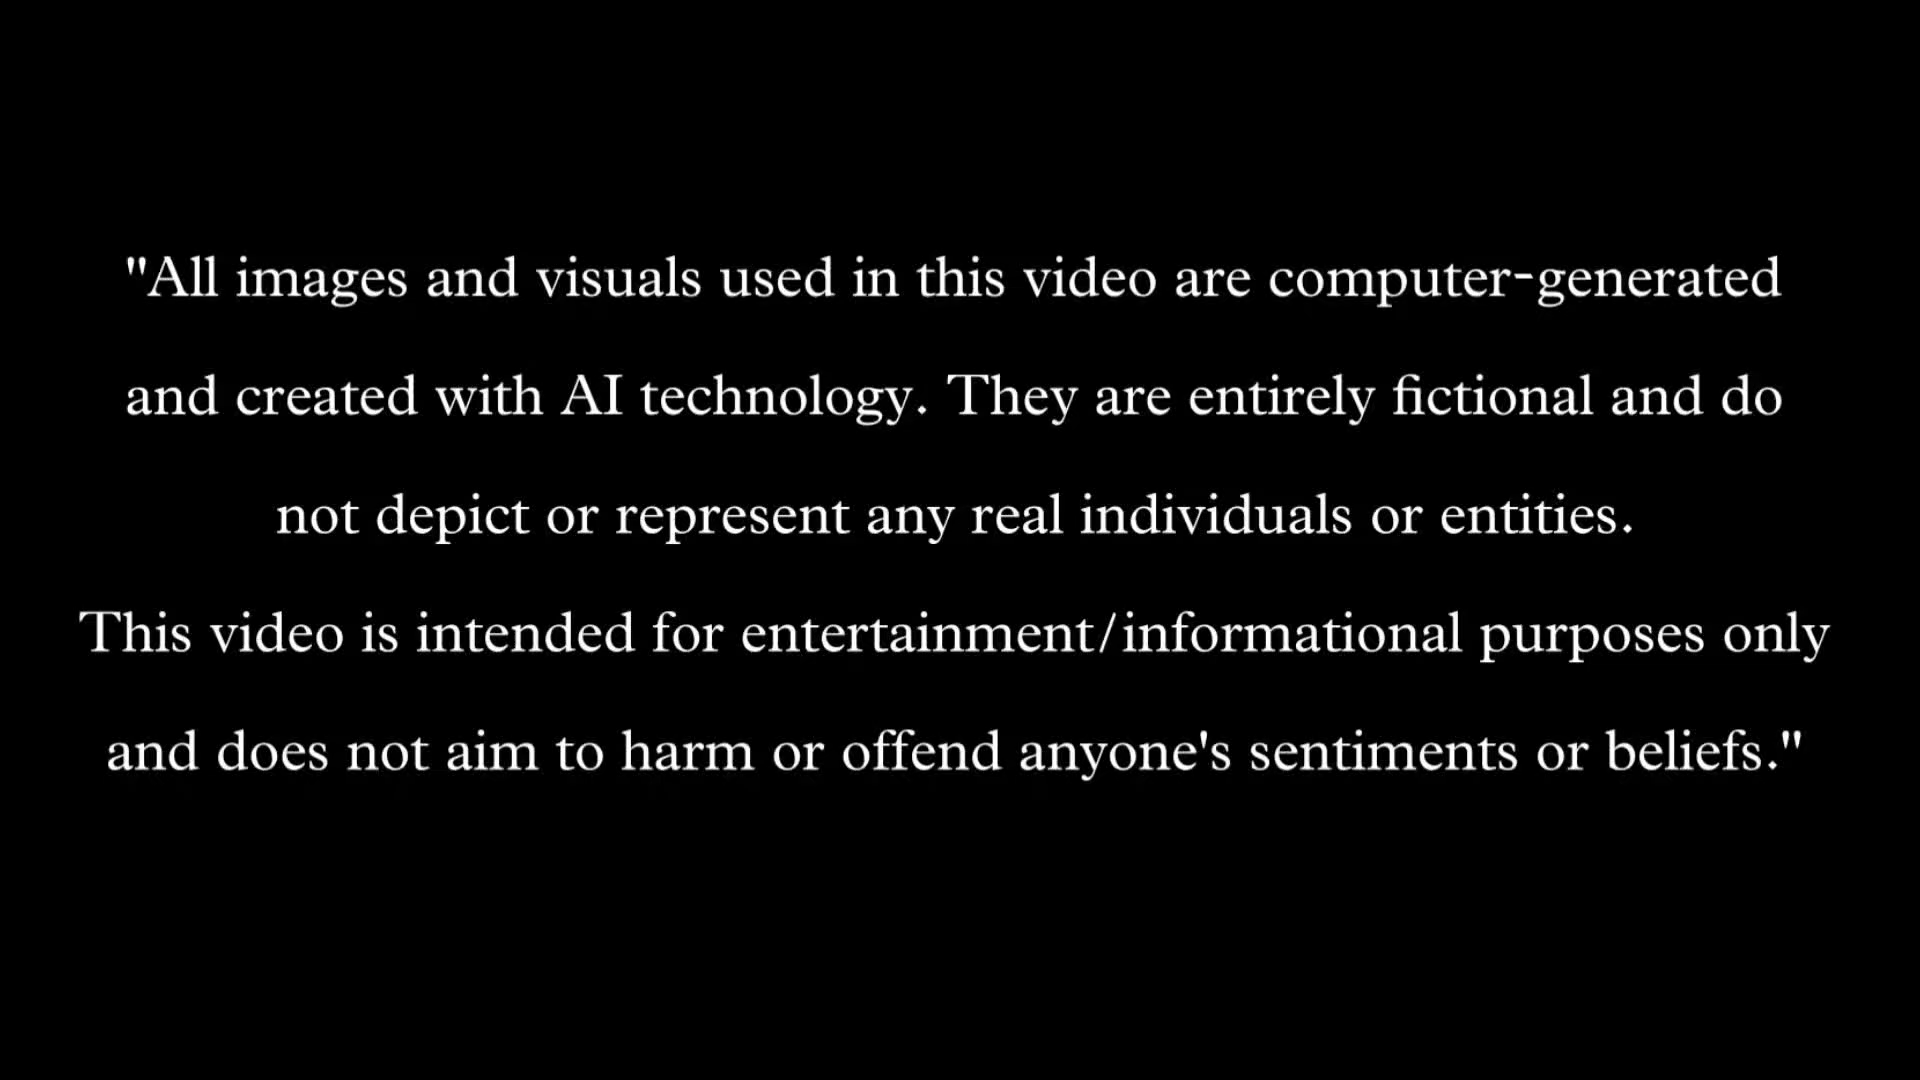 "All images and visuals used in this video are computer-generated
and created with AI technology. They are entirely fictional and do
not depict or represent any real individuals or entities.
This video is intended for entertainment/informational purposes only
and does not aim to harm or offend anyone's sentiments or beliefs."